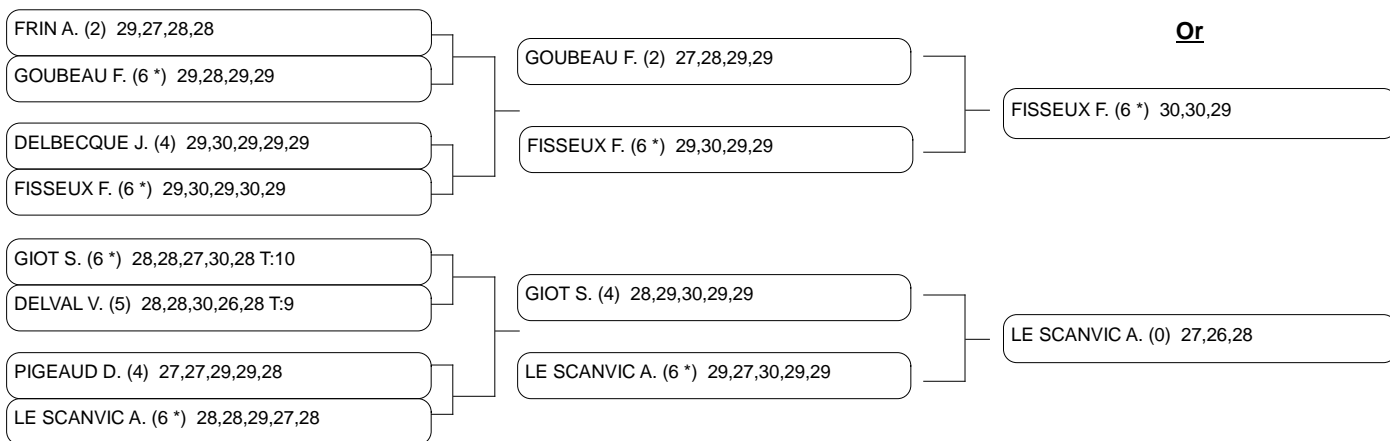 FRIN A. (2) 29,27,28,28
GOUBEAU F. (6 *) 29,28,29,29
DELBECQUE J. (4) 29,30,29,29,29
FISSEUX F. (6 *) 29,30,29,30,29
GIOT S. (6 *) 28,28,27,30,28 T:10
DELVAL V. (5) 28,28,30,26,28 T:9
PIGEAUD D. (4) 27,27,29,29,28
LE SCANVIC A. (6 *) 28,28,29,27,28
GOUBEAU F. (2) 27,28,29,29
FISSEUX F. (6 *) 29,30,29,29
GIOT S. (4) 28,29,30,29,29
LE SCANVIC A. (6 *) 29,27,30,29,29
Or
FISSEUX F. (6 *) 30,30,29
LE SCANVIC A. (0) 27,26,28